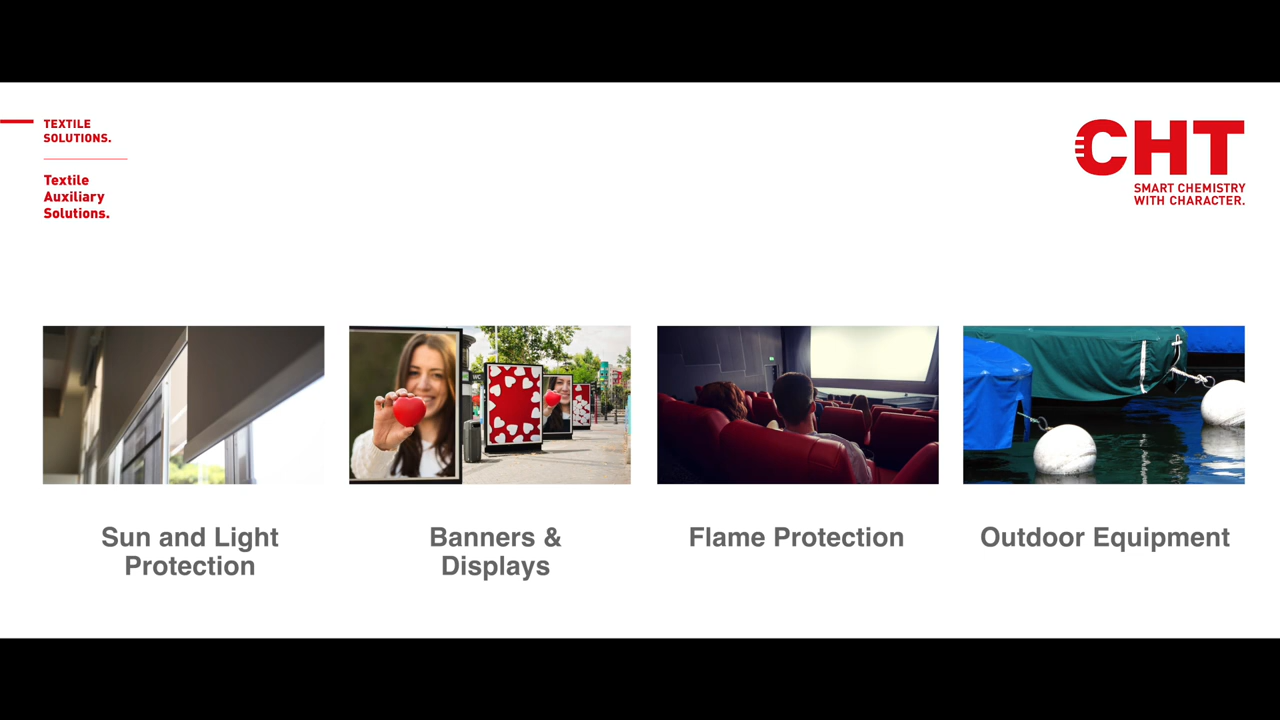 TEXTILE
SOLUTIONS.
Textile
Auxiliary
Solutions.
CHT
SMART CHEMISTRY
WITH CHARACTER.
Sun and Light
Protection
Banners &
Displays
Flame Protection
Outdoor Equipment